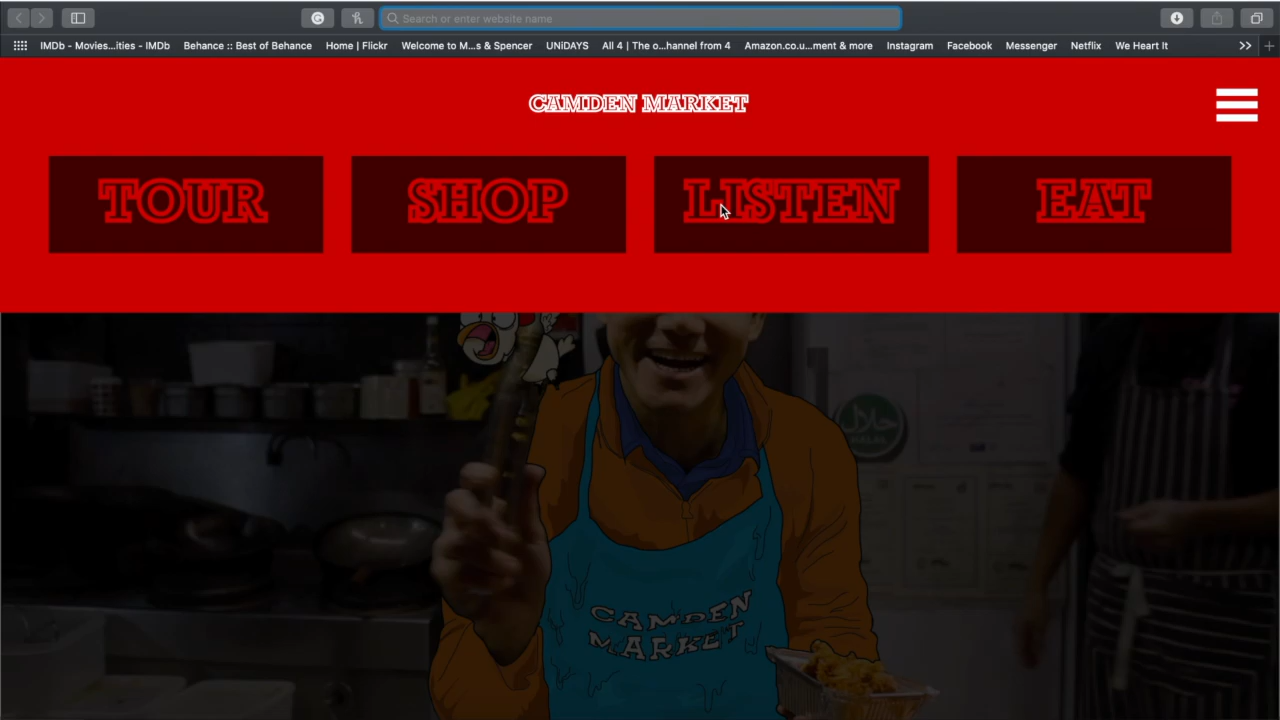 Search or enter website name
IMDb - Movies...ities - IMDb Behance :: Best of Behance Home | Flickr Welcome to M...s & Spencer UNiDAYS All 4 | The o...hannel from 4 Amazon.co.u...ment & more Instagram Facebook Messenger Netflix We Heart It
CAMDEN MARKET
TOUR SHOP LISTEN EAT
حلال
HALAL
CAMDEN
MARKET